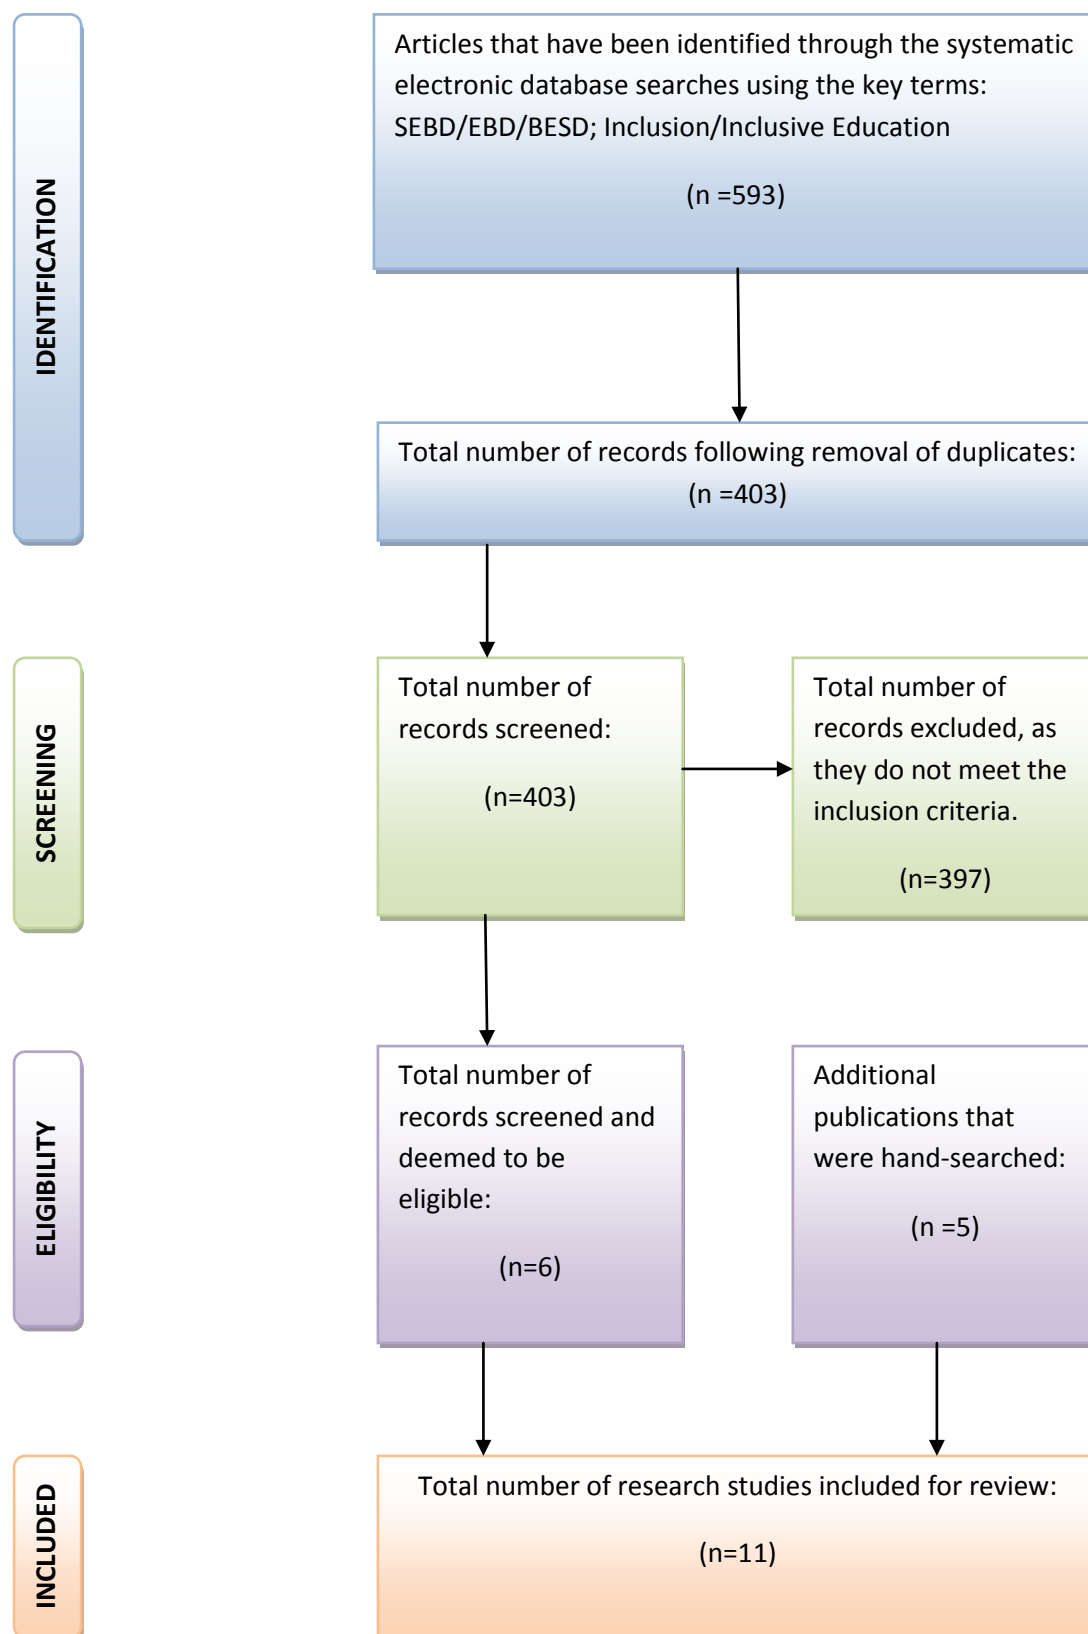 IDENTIFICATION
Articles that have been identified through the systematic
electronic database searches using the key terms:
SEBD/EBD/BESD; Inclusion/Inclusive Education
(n =593)
Total number of records following removal of duplicates:
(n =403)
SCREENING
Total number of
records screened:
(n=403)
Total number of
records excluded, as
they do not meet the
inclusion criteria.
(n=397)
ELIGIBILITY
Total number of
records screened and
deemed to be
eligible:
(n=6)
Additional
publications that
were hand-searched:
(n =5)
INCLUDED
Total number of research studies included for review:
(n=11)